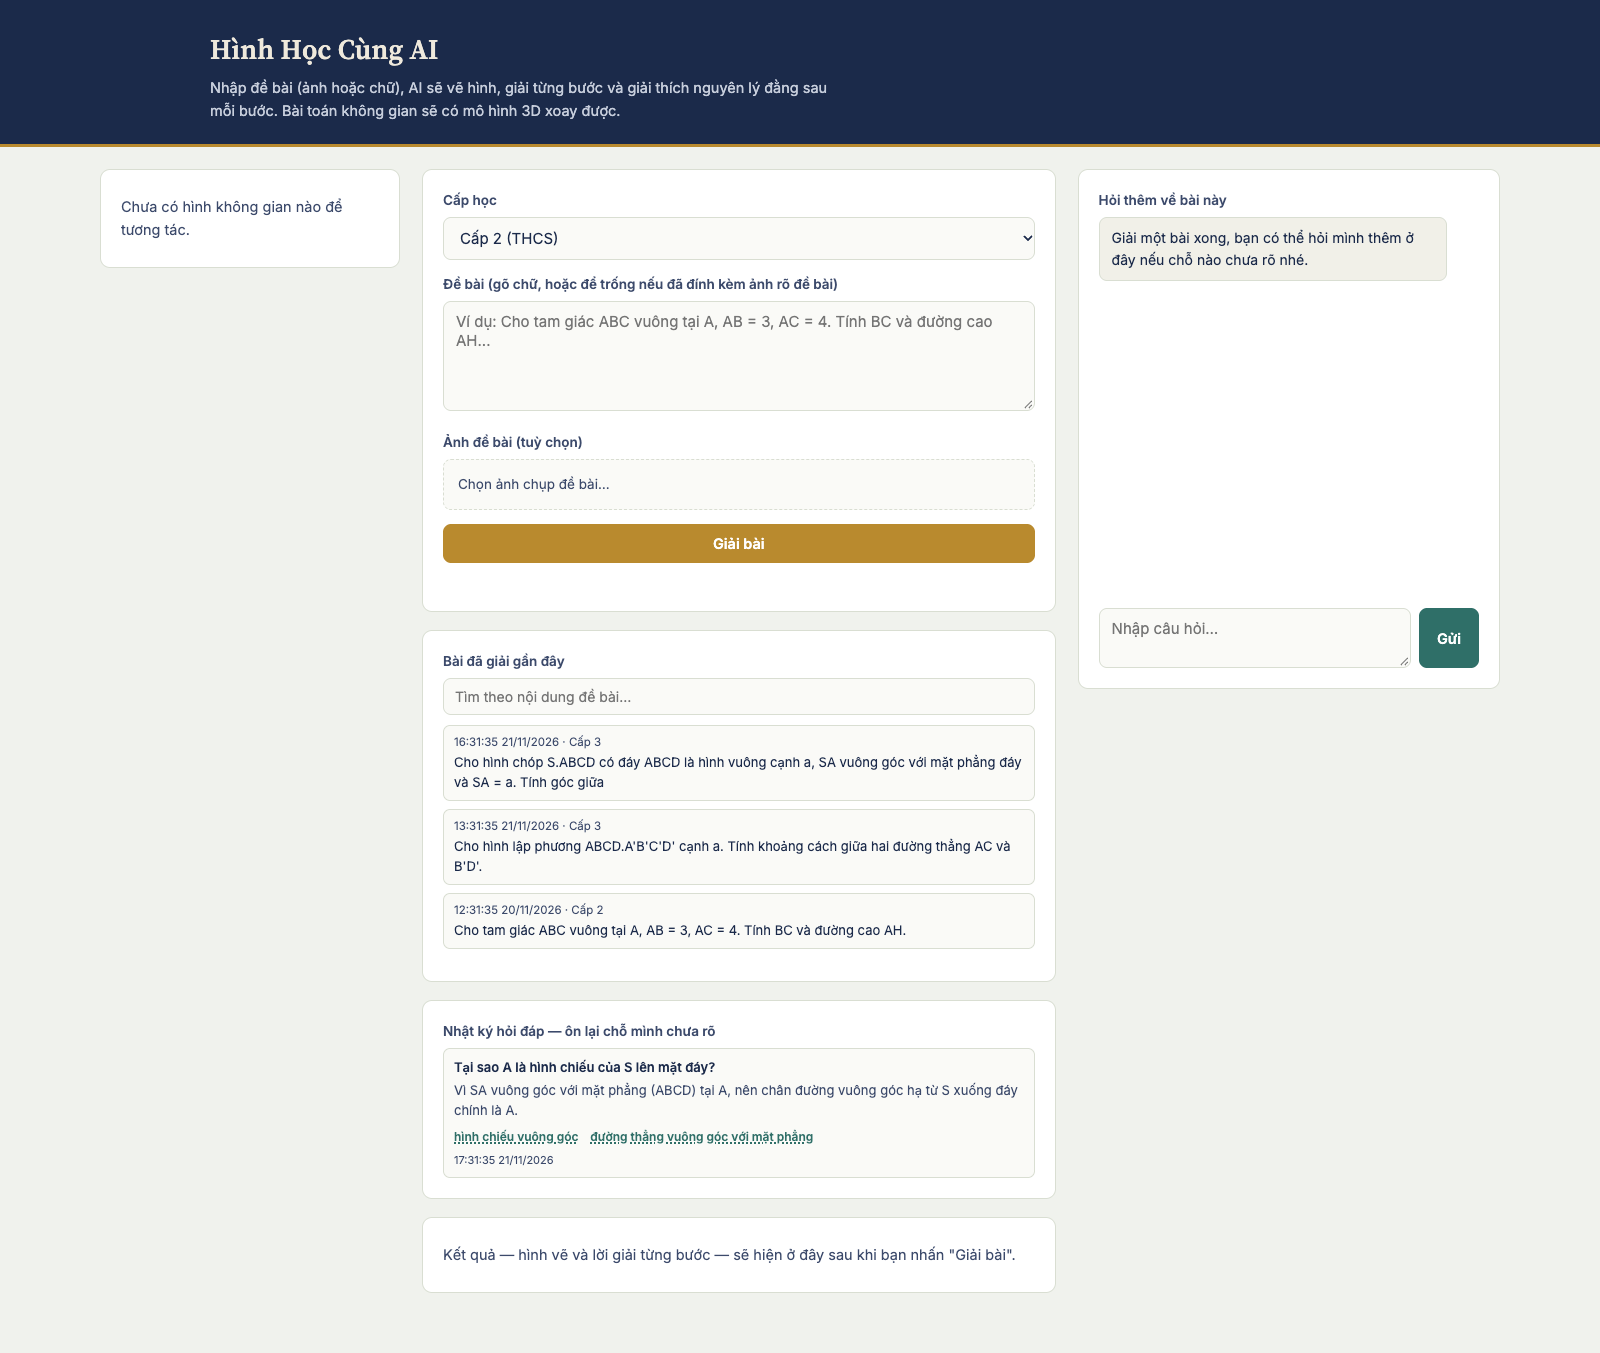 Hình Học Cùng AI
Nhập đề bài (ảnh hoặc chữ), AI sẽ vẽ hình, giải từng bước và giải thích nguyên lý đằng sau
mỗi bước. Bài toán không gian sẽ có mô hình 3D xoay được.
Chưa có hình không gian nào để
tương tác.
Cấp học
Cấp 2 (THCS)
Đề bài (gõ chữ, hoặc để trống nếu đã đính kèm ảnh rõ đề bài)
Ví dụ: Cho tam giác ABC vuông tại A, AB = 3, AC = 4. Tính BC và đường cao
AH...
Ảnh đề bài (tuỳ chọn)
Chọn ảnh chụp đề bài...
Giải bài
Bài đã giải gần đây
Tìm theo nội dung đề bài...
16:31:35 21/11/2026 · Cấp 3
Cho hình chóp S.ABCD có đáy ABCD là hình vuông cạnh a, SA vuông góc với mặt phẳng đáy
và SA = a. Tính góc giữa
13:31:35 21/11/2026 · Cấp 3
Cho hình lập phương ABCD.A'B'C'D' cạnh a. Tính khoảng cách giữa hai đường thẳng AC và
B'D'.
12:31:35 20/11/2026 · Cấp 2
Cho tam giác ABC vuông tại A, AB = 3, AC = 4. Tính BC và đường cao AH.
Nhật ký hỏi đáp — ôn lại chỗ mình chưa rõ
Tại sao A là hình chiếu của S lên mặt đáy?
Vì SA vuông góc với mặt phẳng (ABCD) tại A, nên chân đường vuông góc hạ từ S xuống đáy
chính là A.
hình chiếu vuông góc đường thẳng vuông góc với mặt phẳng
17:31:35 21/11/2026
Kết quả — hình vẽ và lời giải từng bước — sẽ hiện ở đây sau khi bạn nhấn "Giải bài".
Hỏi thêm về bài này
Giải một bài xong, bạn có thể hỏi mình thêm ở
đây nếu chỗ nào chưa rõ nhé.
Nhập câu hỏi...
Gửi